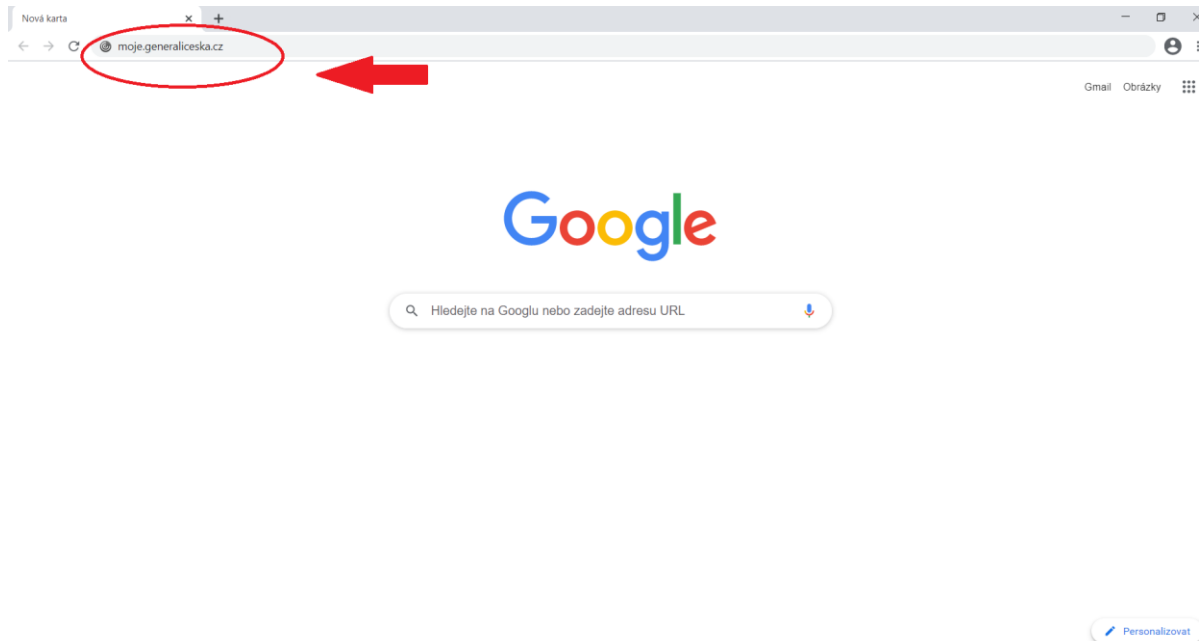 Nová karta
moje.generaliceska.cz
Gmail Obrázky
Google
Hledejte na Googlu nebo zadejte adresu URL
Personalizovat